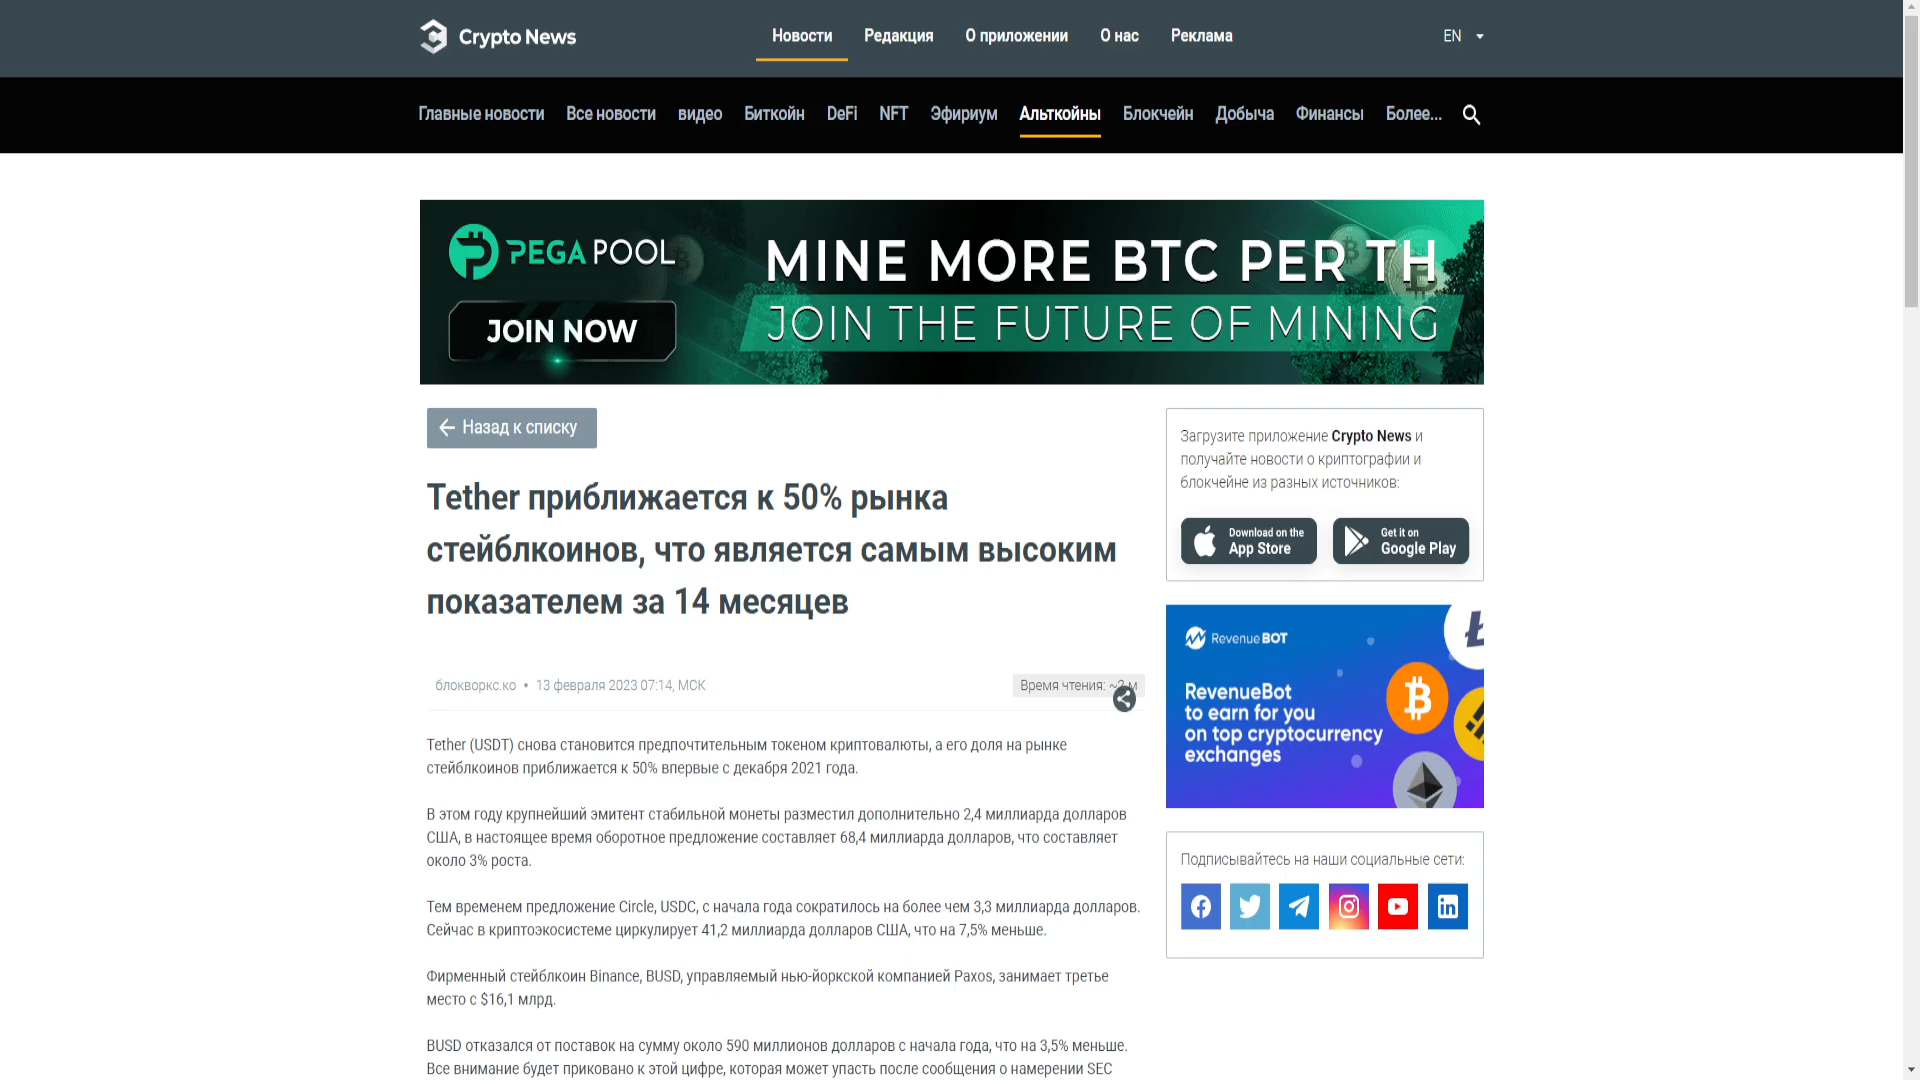 Crypto News
Новости Редакция О приложении О нас Реклама EN
Главные новости Все новости видео Биткойн DeFi NFT Эфириум Альткойны Блокчейн Добыча Финансы Более...
PEGA POOL
JOIN NOW
MINE MORE BTC PER TH
JOIN THE FUTURE OF MINING
Назад к списку
Tether приближается к 50% рынка
стейблкоинов, что является самым высоким
показателем за 14 месяцев
блокворкс.ко • 13 февраля 2023 07:14, МСК
Время чтения:
Tether (USDT) снова становится предпочтительным токеном криптовалюты, а его доля на рынке
стейблкоинов приближается к 50% впервые с декабря 2021 года.
В этом году крупнейший эмитент стабильной монеты разместил дополнительно 2,4 миллиарда долларов
США, в настоящее время оборотное предложение составляет 68,4 миллиарда долларов, что составляет
около 3% роста.
Тем временем предложение Circle, USDC, с начала года сократилось на более чем 3,3 миллиарда долларов.
Сейчас в криптоэкосистеме циркулирует 41,2 миллиарда долларов США, что на 7,5% меньше.
Фирменный стейблкоин Binance, BUSD, управляемый нью-йоркской компанией Paxos, занимает третье
место с $16,1 млрд.
BUSD отказался от поставок на сумму около 590 миллионов долларов с начала года, что на 3,5% меньше.
Все внимание будет приковано к этой цифре, которая может упасть после сообщения о намерении SEC
Загрузите приложение Crypto News и
получайте новости о криптографии и
блокчейне из разных источников:
Download on the
App Store
Get it on
Google Play
Revenue BOT
RevenueBot
to earn for you
on top cryptocurrency
exchanges
Подписывайтесь на наши социальные сети: